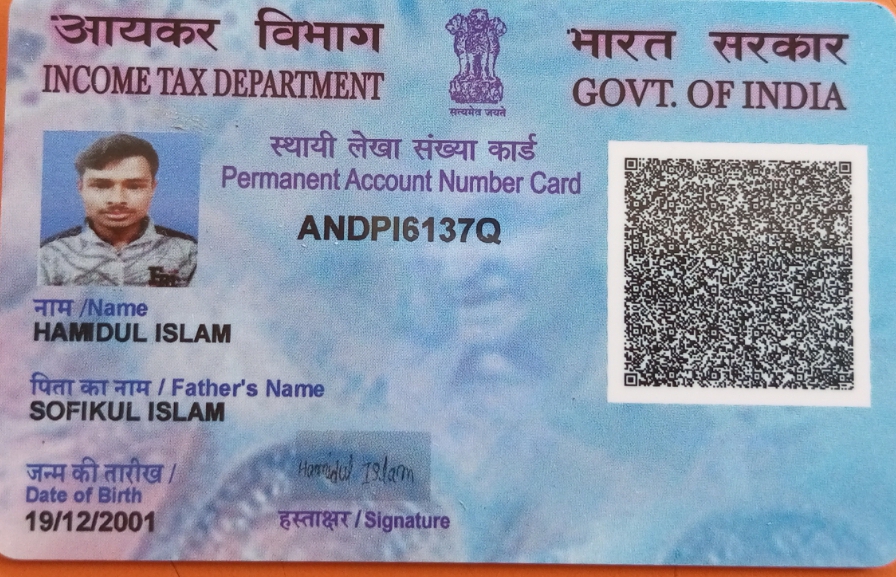 आयकर विभाग
INCOME TAX DEPARTMENT
सत्यमेव जयते
भारत सरकार
GOVT. OF INDIA
स्थायी लेखा संख्या कार्ड
Permanent Account Number Card
ANDPI6137Q
नाम /Name
HAMIDUL ISLAM
पिता का नाम / Father's Name
SOFIKUL ISLAM
जन्म की तारीख /
Date of Birth
19/12/2001
Hamidul Islam
हस्ताक्षर / Signature